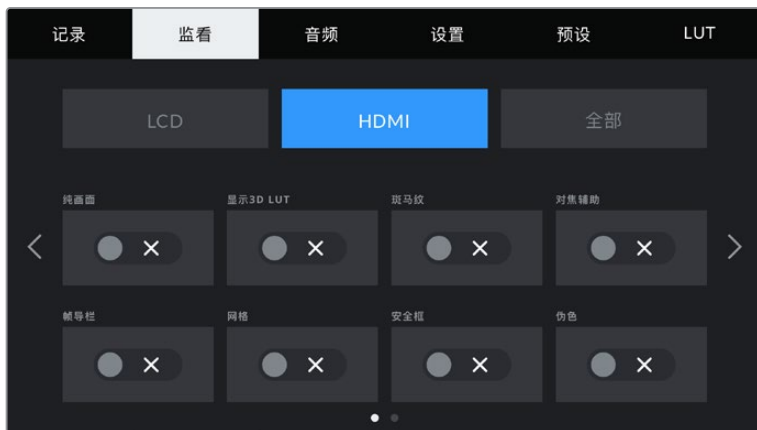 记录 监看 音频 设置 预设 LUT
LCD HDMI 全部
纯画面 显示3D LUT 斑马纹 对焦辅助
帧导栏 网格 安全框 伪色